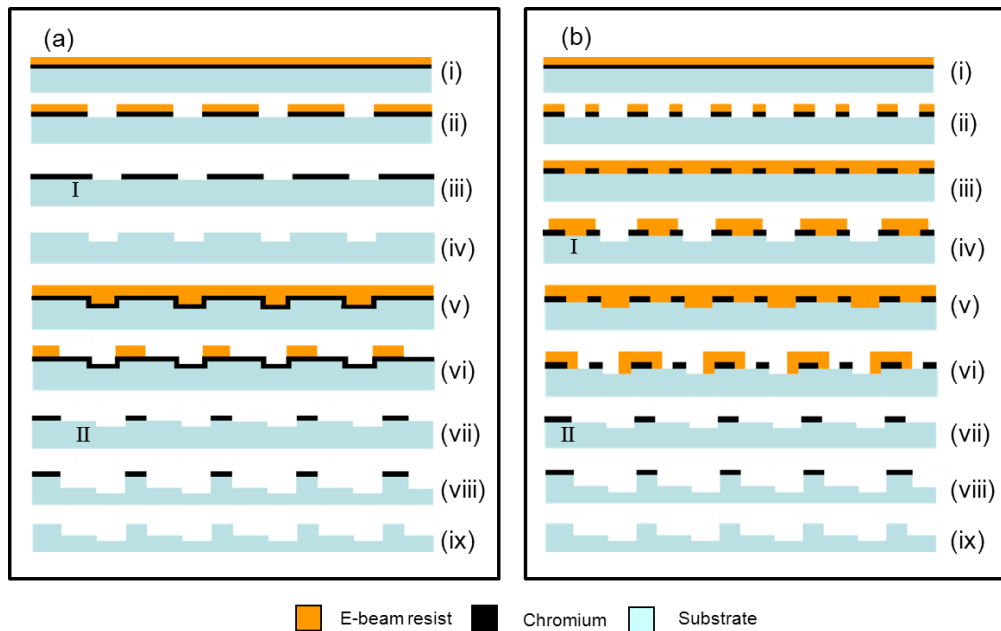 (a)
(i)
(ii)
(iii)
I
(iv)
(v)
(vi)
(vii)
II
(viii)
(ix)
(b)
(i)
(ii)
(iii)
(iv)
I
(v)
(vi)
(vii)
II
(viii)
(ix)
E-beam resist
Chromium
Substrate